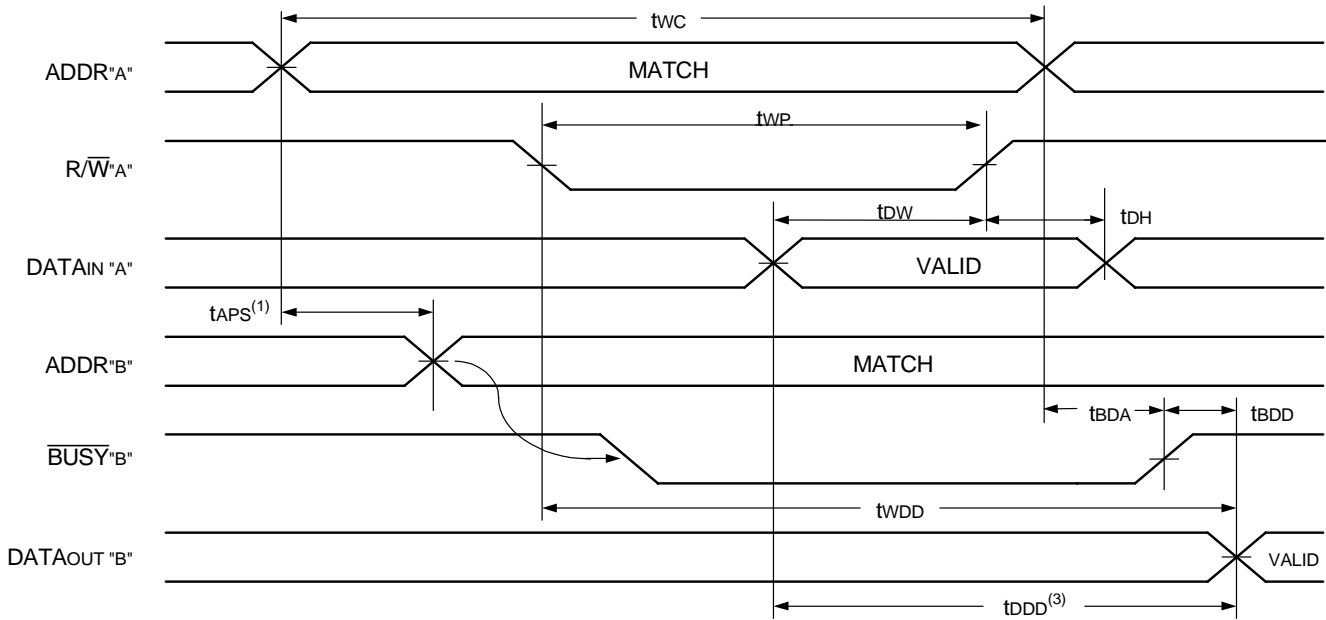 tWC
ADDR"A"
MATCH
tWP
R/W̅"A"
tDW
tDH
DATAIN "A"
VALID
tAPS(1)
ADDR"B"
MATCH
tBDA
tBDD
B̅U̅S̅Y̅"B"
tWDD
DATAOUT "B"
VALID
tDDD(3)